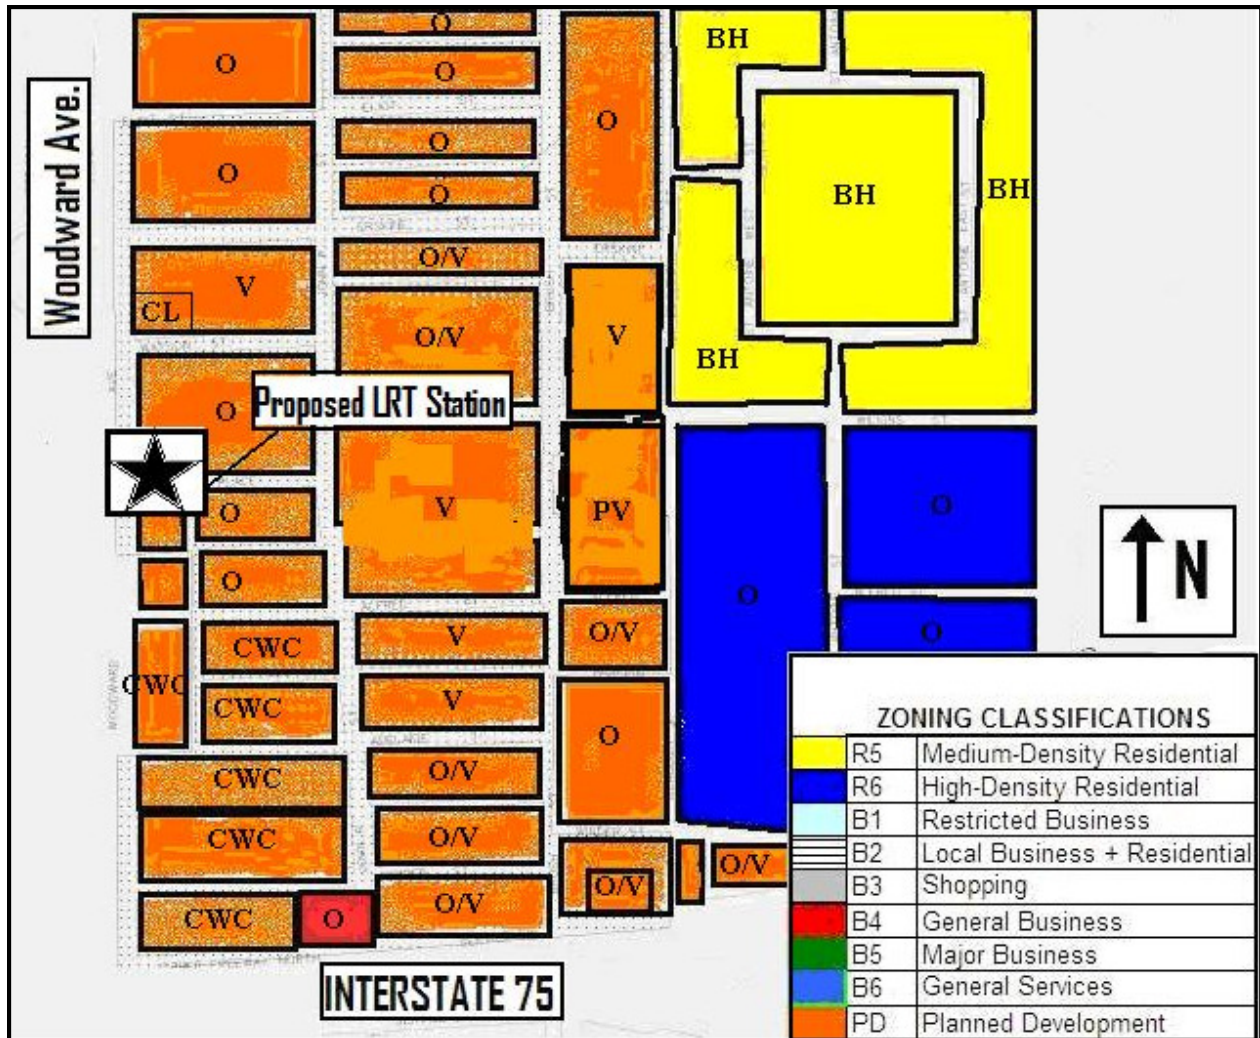 Woodward Ave.
O
O
BH
O
O
O
O
O
BH
BH
O
O/V
V
CL
O/V
V
BH
O
Proposed LRT Station
O
V
PV
O
O
O
O
CWC
V
O/V
O
CWC
CWC
V
O
CWC
O/V
CWC
O/V
O/V
O/V
CWC
O
O/V
N
INTERSTATE 75
ZONING CLASSIFICATIONS
R5 Medium-Density Residential
R6 High-Density Residential
B1 Restricted Business
B2 Local Business + Residential
B3 Shopping
B4 General Business
B5 Major Business
B6 General Services
PD Planned Development